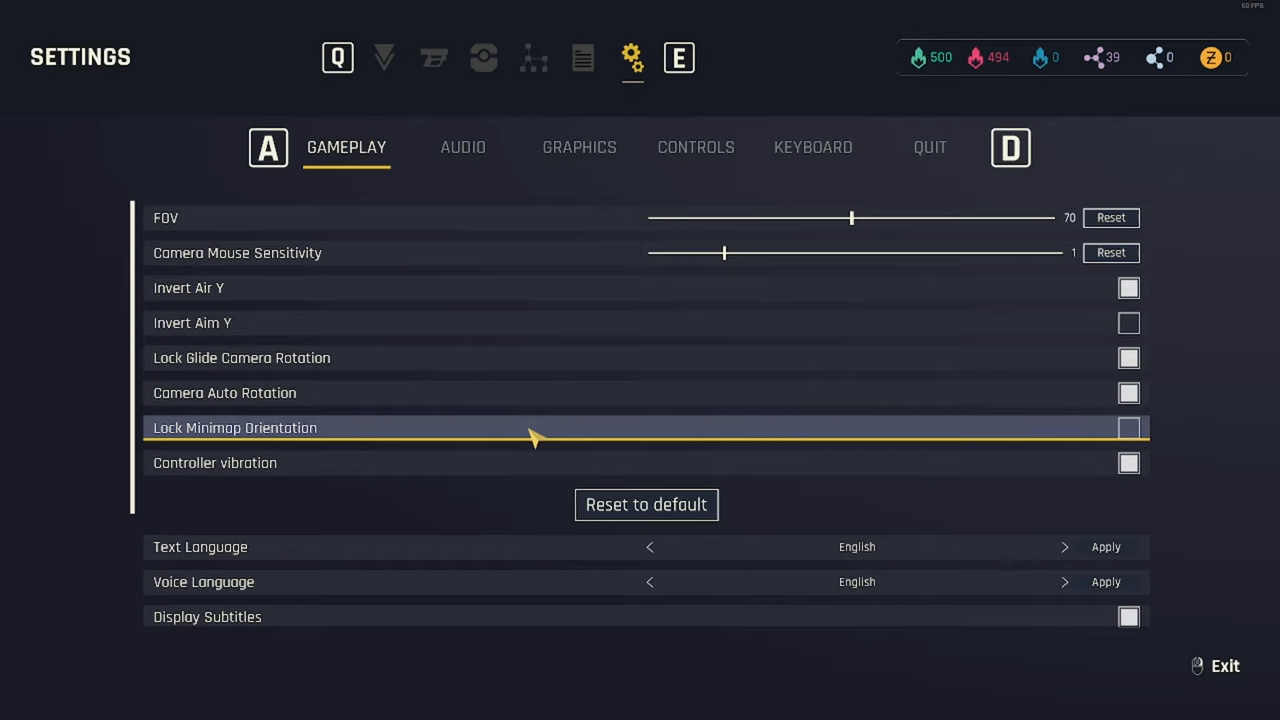 60 FPS
SETTINGS
Q
E
500
494
0
39
0
Z 0
A
GAMEPLAY
AUDIO
GRAPHICS
CONTROLS
KEYBOARD
QUIT
D
FOV 70 Reset
Camera Mouse Sensitivity 1 Reset
Invert Air Y
Invert Aim Y
Lock Glide Camera Rotation
Camera Auto Rotation
Lock Minimap Orientation
Controller vibration
Reset to default
Text Language < English > Apply
Voice Language < English > Apply
Display Subtitles
Exit